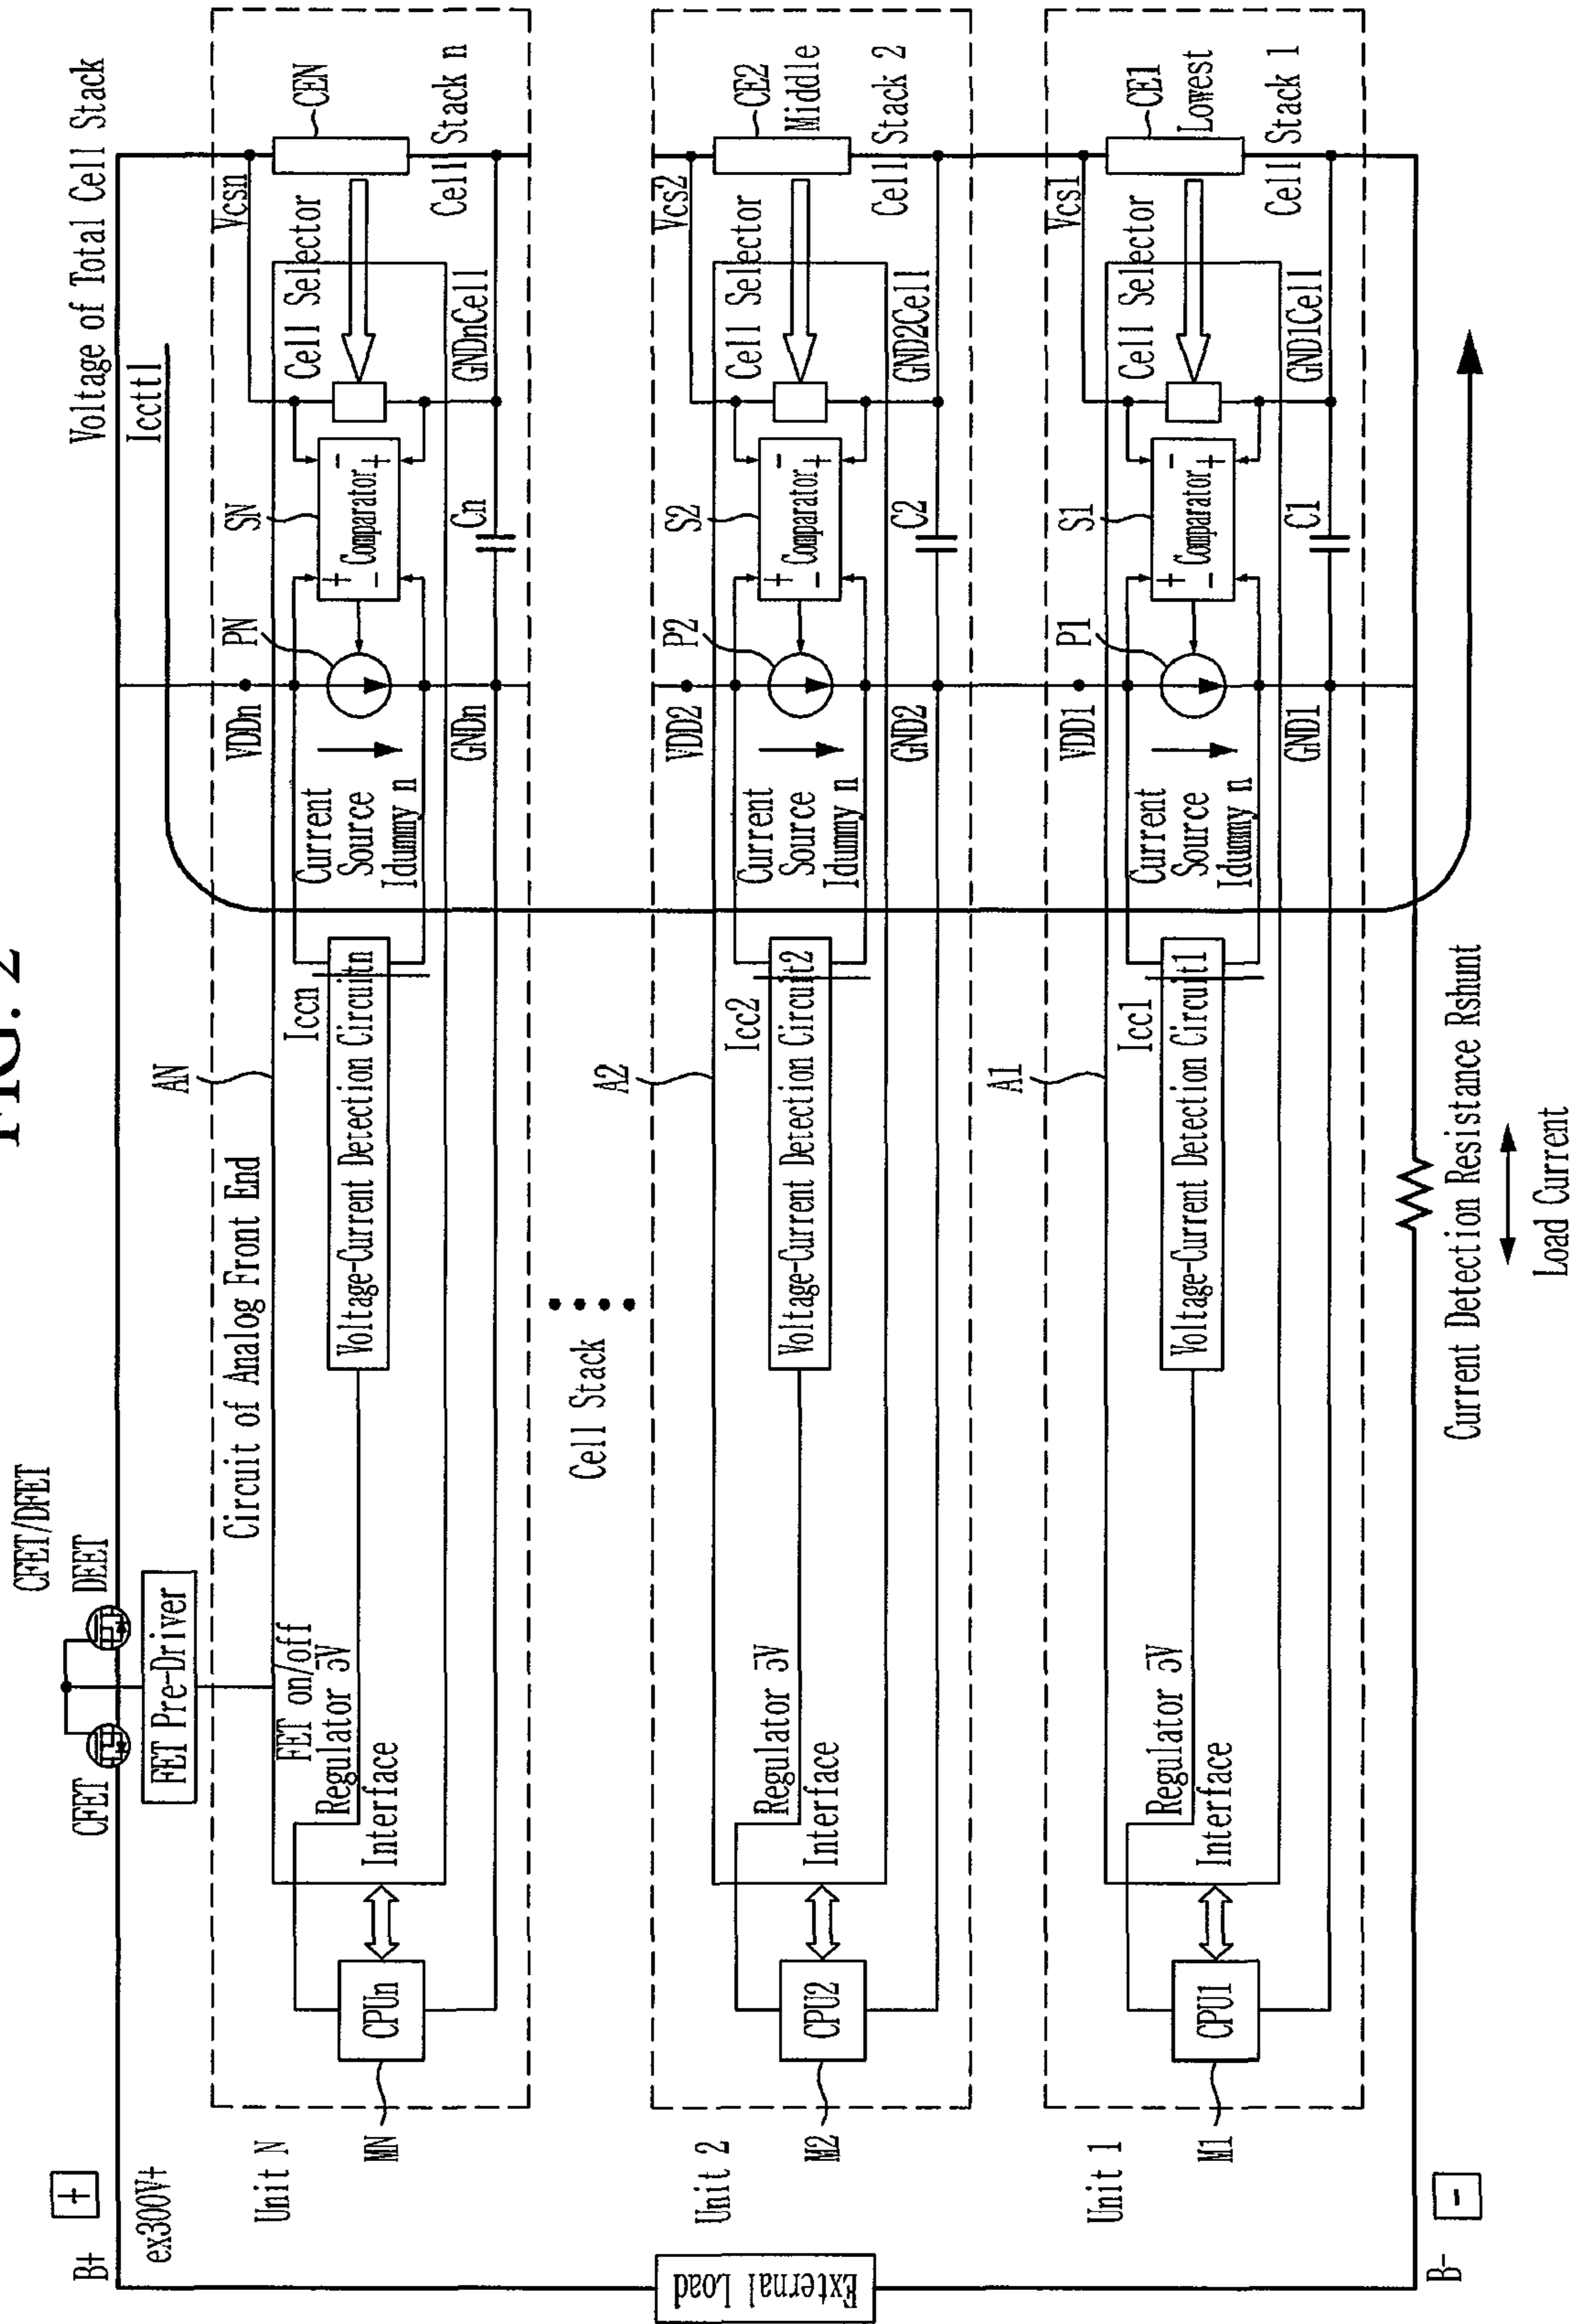 FIG. 2
CFET/DFET
CFET
DEET
FET Pre-Driver
Voltage of Total Cell Stack
Icctt1
B+
+
ex300V+
External Load
Unit N
MN
CPUn
Interface
Regulator 5V
FET on/off
Circuit of Analog Front End
AN
Voltage-Current Detection Circuitn
Iccn
Current
Source
Idummy n
VDDn
GNDn
PN
SN
+
-
Comparator
-
+
Cn
Cell Selector
GNDnCell
Vcsn
CEN
Cell Stack n
Cell Stack
Unit 2
M2
CPU2
Interface
Regulator 5V
A2
Voltage-Current Detection Circuit2
Icc2
Current
Source
Idummy n
VDD2
GND2
P2
S2
+
-
Comparator
-
+
C2
Cell Selector
GND2Cell
Vcs2
CE2
Middle
Cell Stack 2
Unit 1
M1
CPU1
Interface
Regulator 5V
A1
Voltage-Current Detection Circuit1
Icc1
Current
Source
Idummy n
VDD1
GND1
P1
S1
+
-
Comparator
-
+
C1
Cell Selector
GND1Cell
Vcs1
CE1
Lowest
Cell Stack 1
B-
-
Current Detection Resistance Rshunt
Load Current